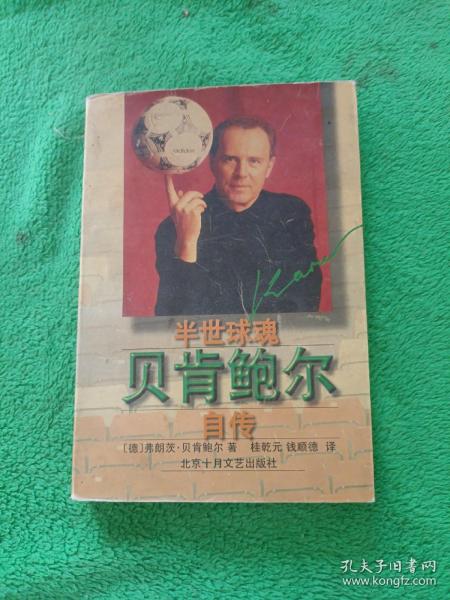 adidas
半世球魂
贝肯鲍尔
自传
〔德〕弗朗茨·贝肯鲍尔 著 桂乾元 钱顺德 译
北京十月文艺出版社
孔夫子旧书网
www.kongfz.com